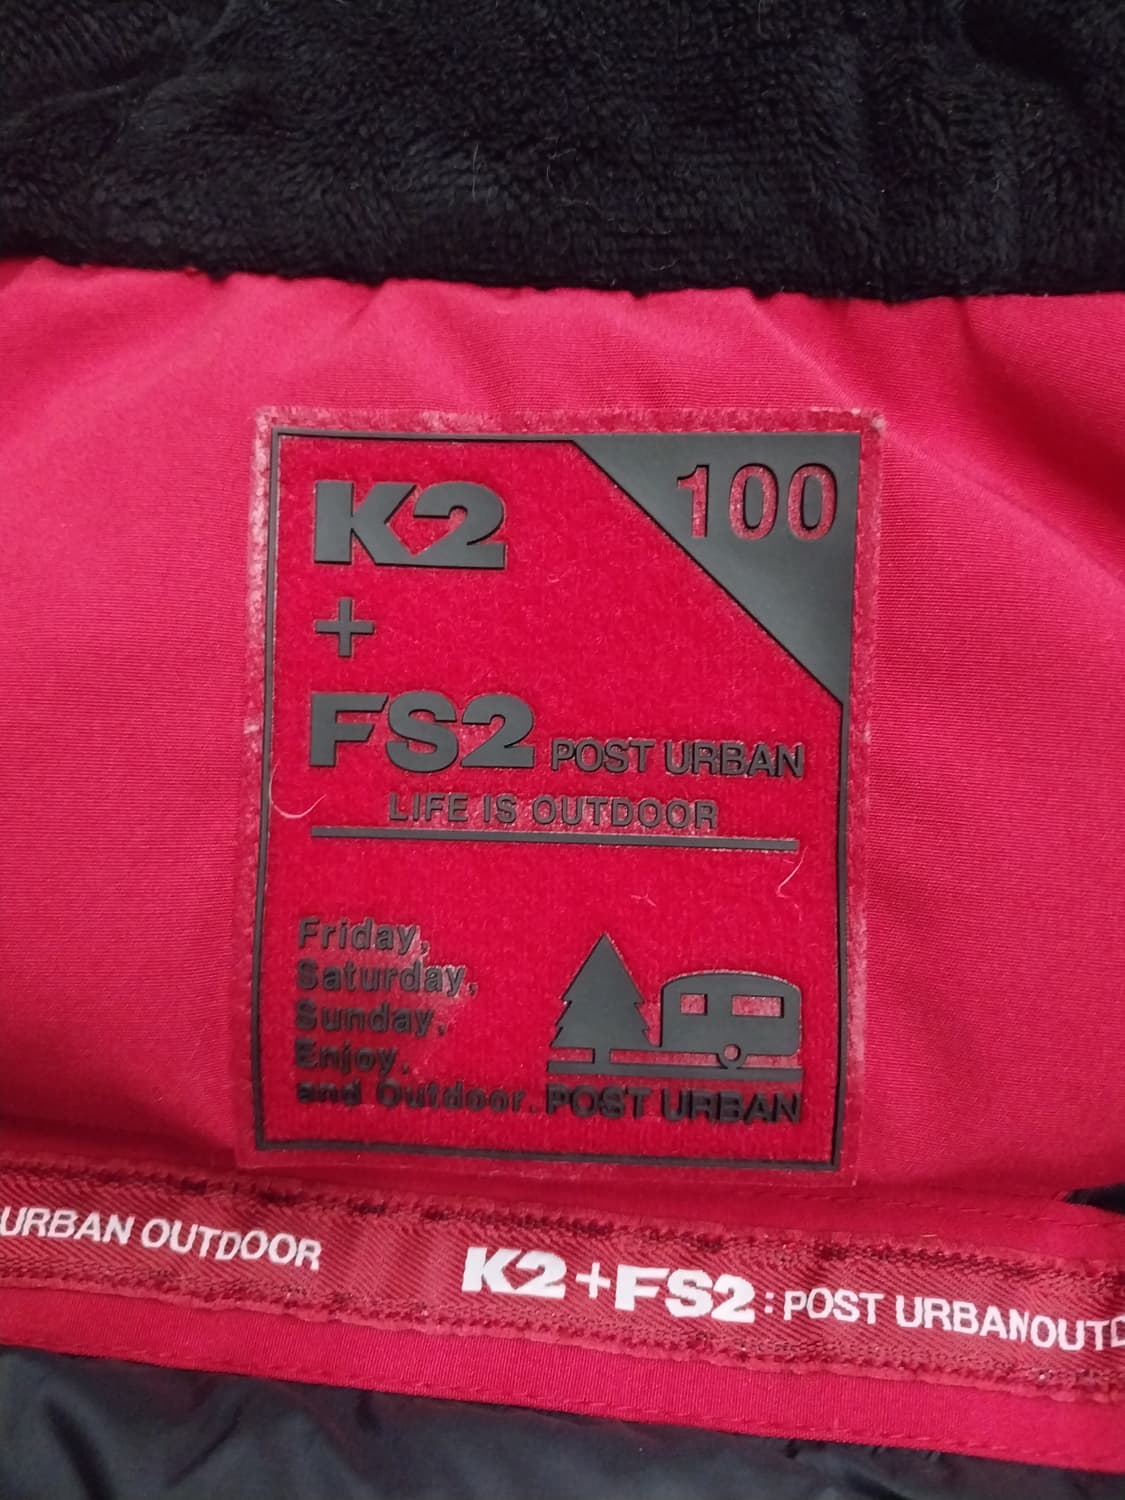 100
K2
+
FS2 POST URBAN
LIFE IS OUTDOOR
Friday,
Saturday,
Sunday,
Enjoy,
and Outdoor.
POST URBAN
URBAN OUTDOOR
K2+FS2:POST URBANOUTD